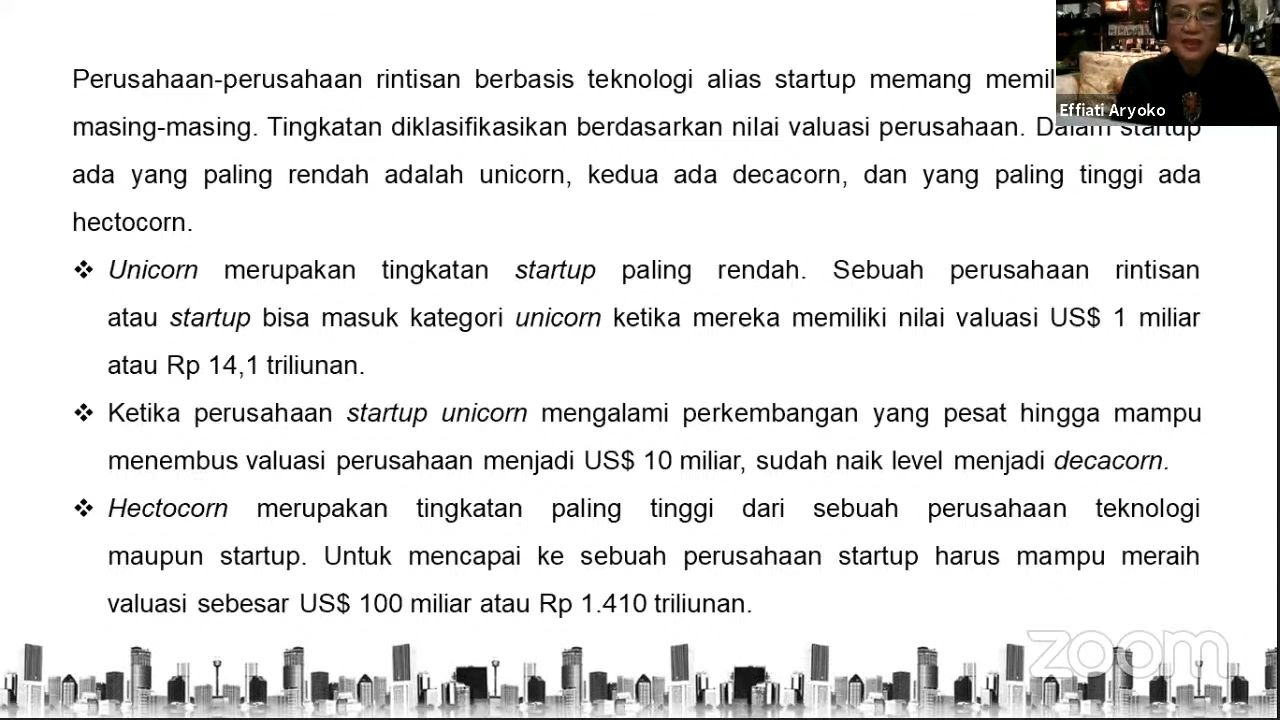 Perusahaan-perusahaan rintisan berbasis teknologi alias startup memang
masing-masing. Tingkatan dikasifikasikan berdasarkan nilai valuasi perusahaan. Dalam startup
ada yang paling rendah adalah unicorn, kedua ada decacorn, dan yang paling tinggi ada
hectocorn.
❖ Unicorn merupakan tingkatan startup paling rendah. Sebuah perusahaan rintisan
atau startup bisa masuk kategori unicorn ketika mereka memiliki nilai valuasi US$ 1 miliar
atau Rp 14,1 triliunan.
❖ Ketika perusahaan startup unicorn mengalami perkembangan yang pesat hingga mampu
menembus valuasi perusahaan menjadi US$ 10 miliar, sudah naik level menjadi decacorn.
❖ Hectocorn merupakan tingkatan paling tinggi dari sebuah perusahaan teknologi
maupun startup. Untuk mencapai ke sebuah perusahaan startup harus mampu meraih
valuasi sebesar US$ 100 miliar atau Rp 1.410 triliunan.
Effiati Aryoko
zoom